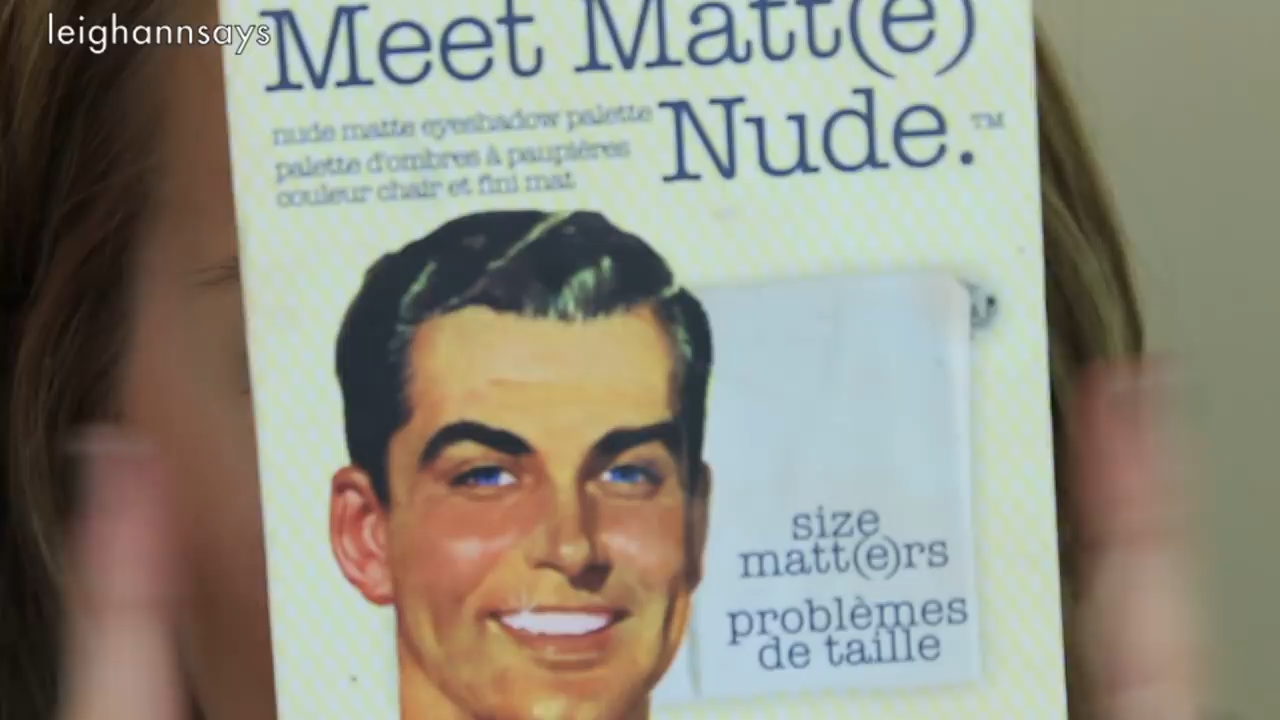 leighannsays
Meet Matt(e)
Nude.™
nude matte eyeshadow palette
palette d'ombres à paupières
couleur chair et fini mat
size
matt(e)rs
problèmes
de taille